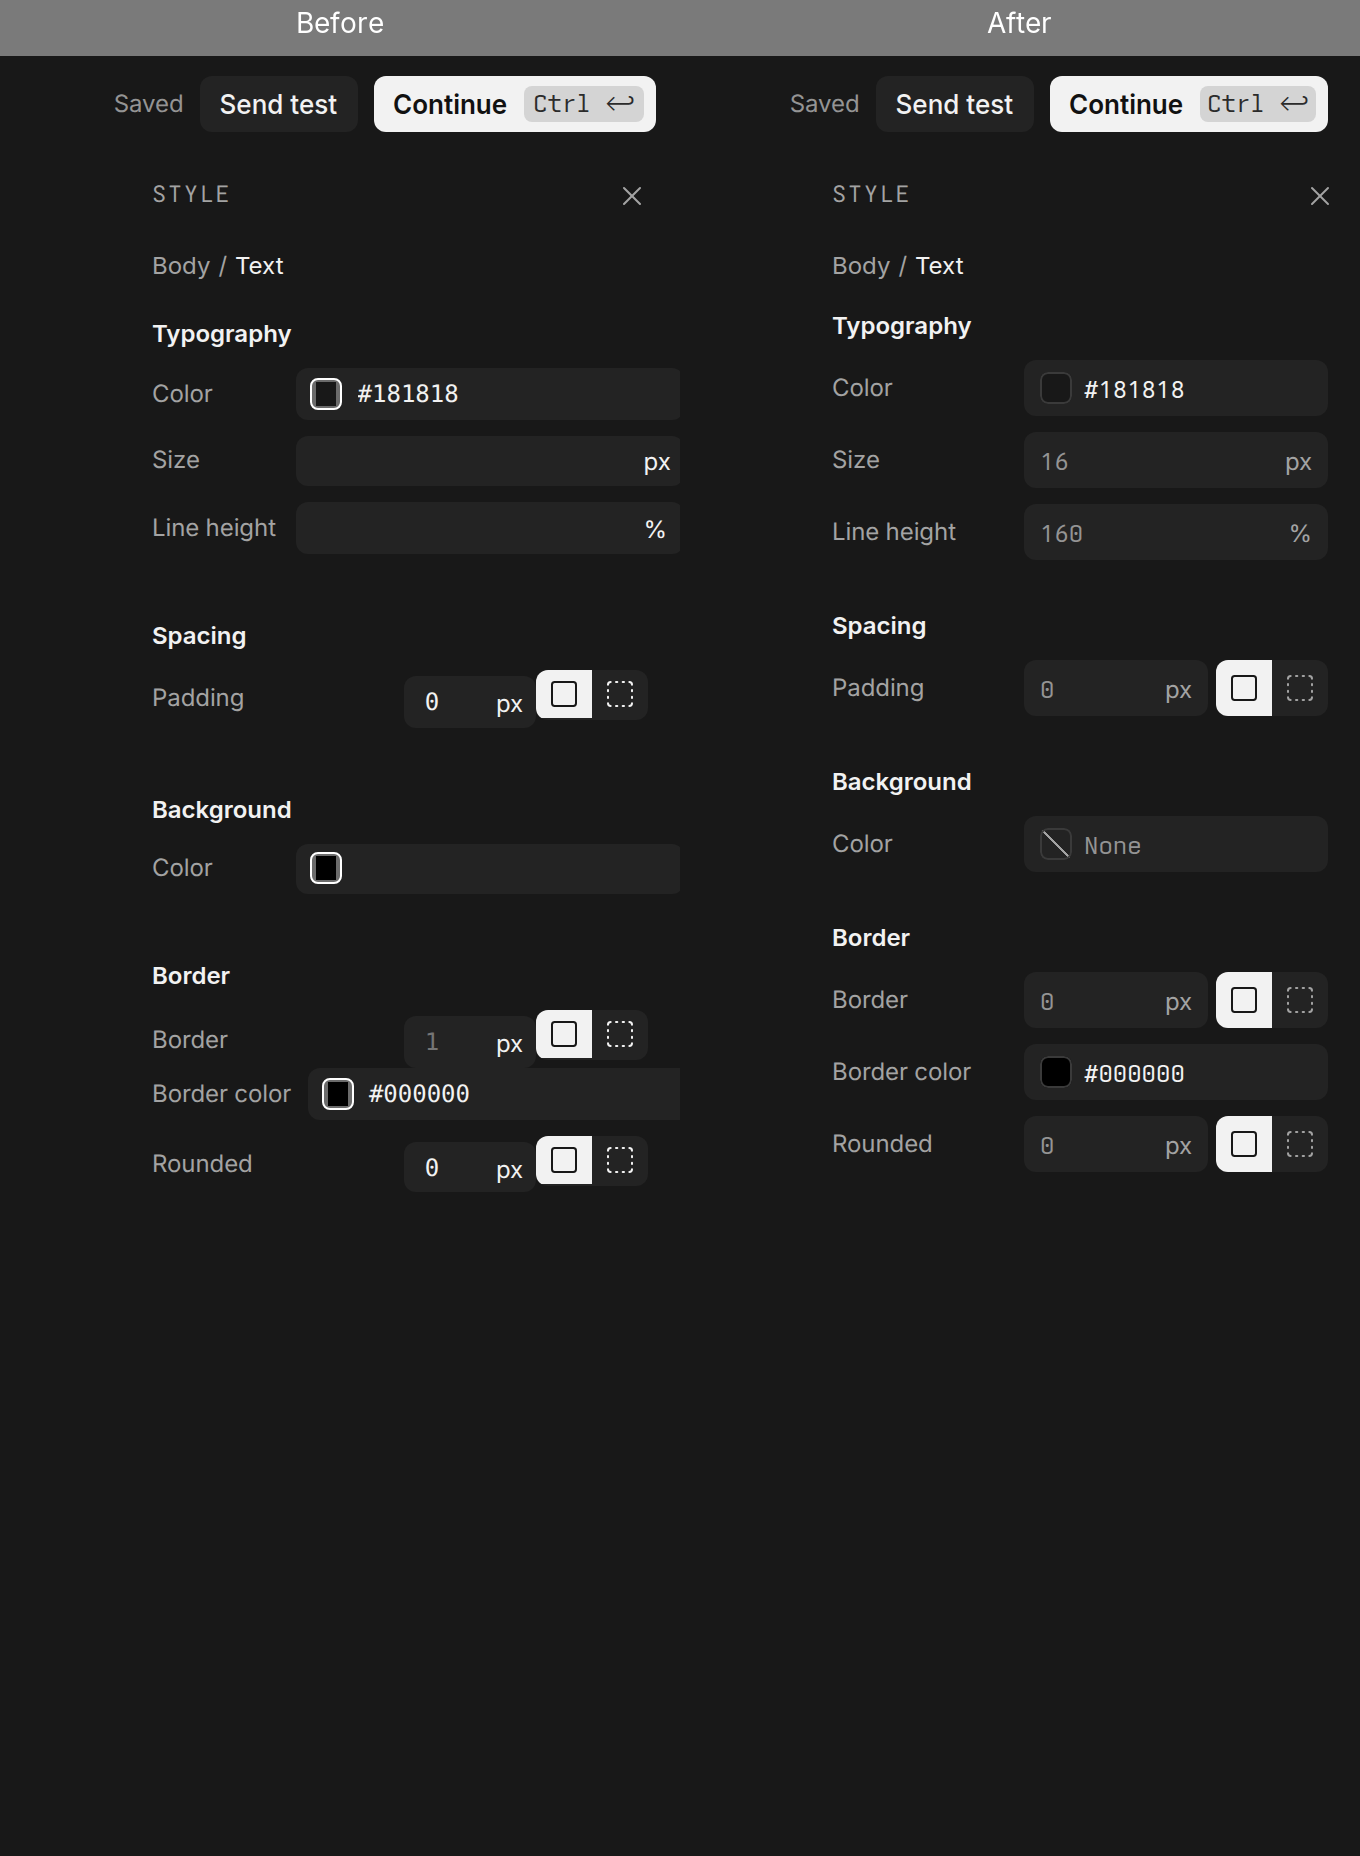 Before
Saved Send test Continue Ctrl ↵
STYLE
Body / Text
Typography
Color #181818
Size px
Line height %
Spacing
Padding 0 px
Background
Color
Border
Border 1 px
Border color #000000
Rounded 0 px
After
Saved Send test Continue Ctrl ↵
STYLE
Body / Text
Typography
Color #181818
Size 16 px
Line height 160 %
Spacing
Padding 0 px
Background
Color None
Border
Border 0 px
Border color #000000
Rounded 0 px